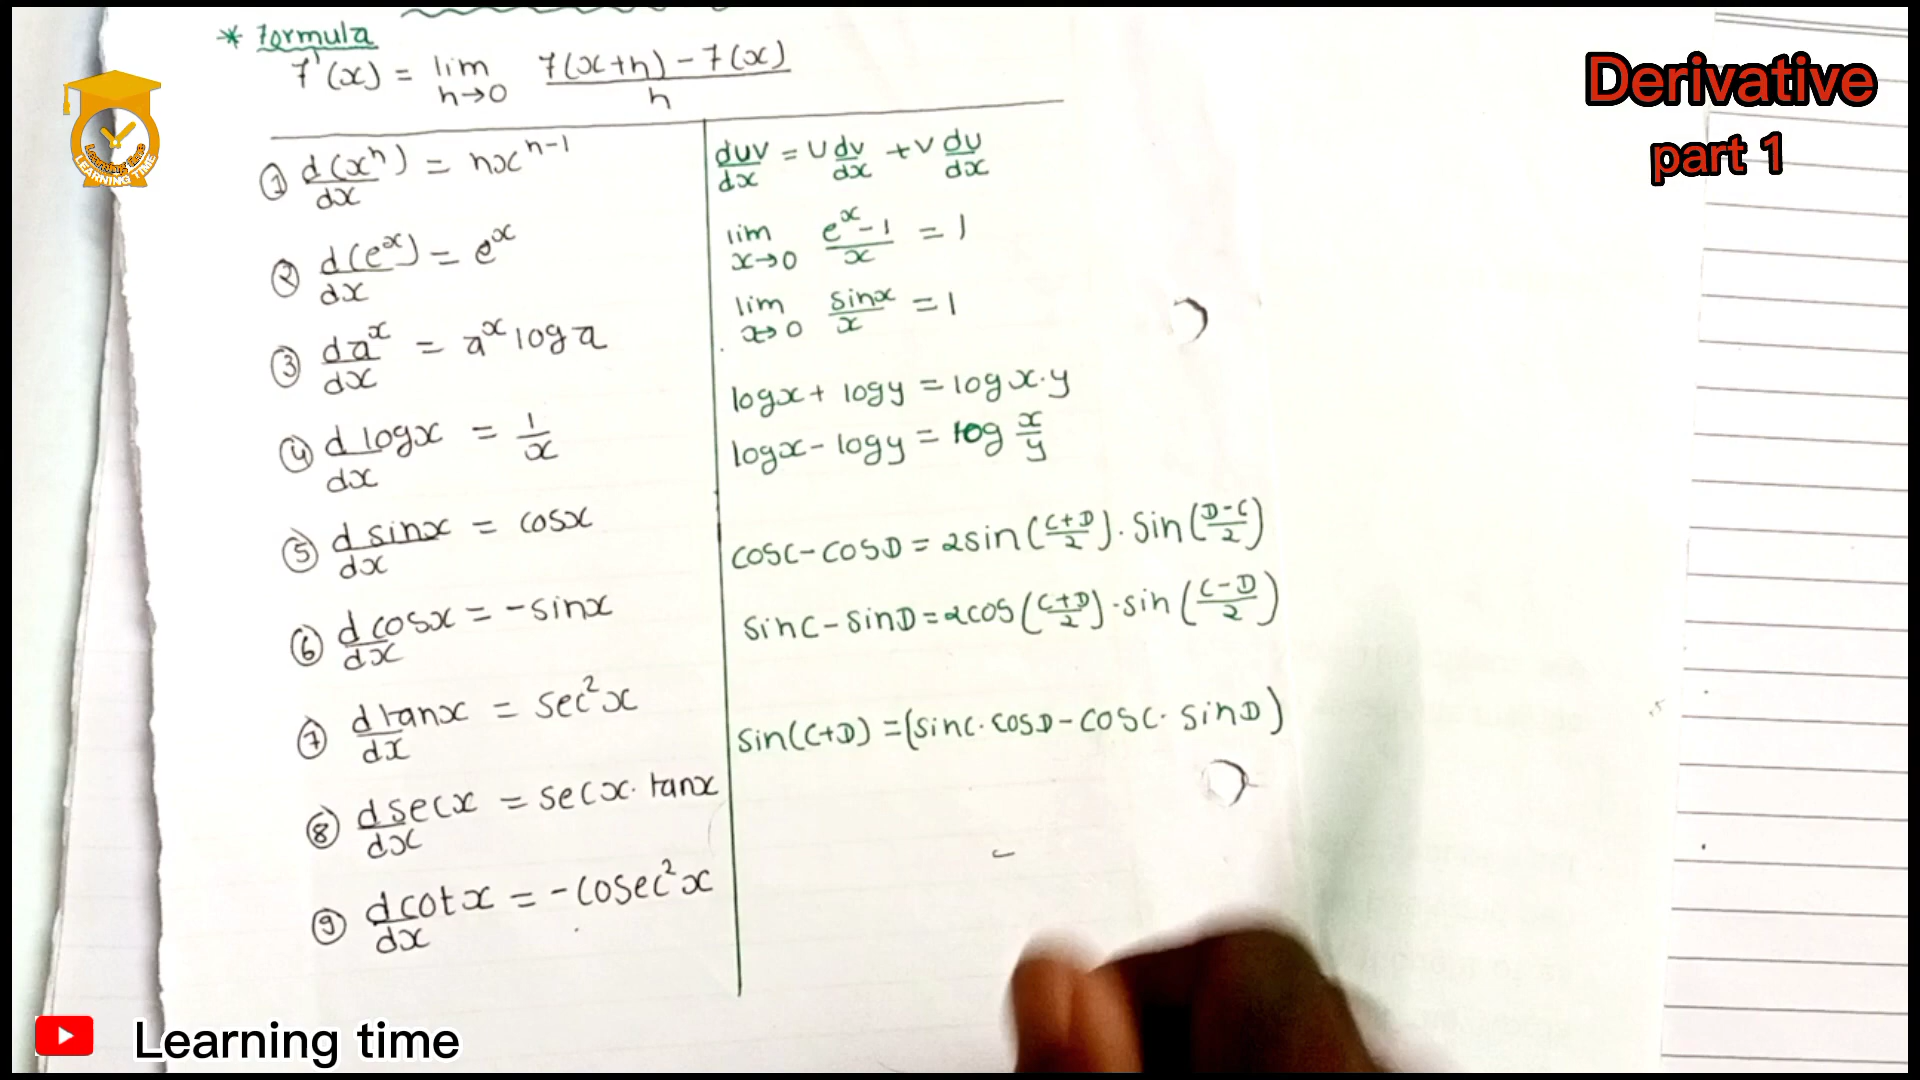 * Formula
f'(x) = lim h→0 f(x+h) - f(x) / h
① d(xⁿ)/dx = nxⁿ⁻¹
② d(eˣ)/dx = eˣ
③ daˣ/dx = aˣ log a
④ d logx/dx = 1/x
⑤ d sinx/dx = cosx
⑥ d cosx/dx = -sinx
⑦ d tanx/dx = sec²x
⑧ d secx/dx = secx. tanx
⑨ d cotx/dx = -cosec²x
duv/dx = u dv/dx + v du/dx
lim x→0 eˣ-1/x = 1
lim x→0 sinx/x = 1
logx + logy = logx.y
logx - logy = log x/y
cosC - cosD = 2sin(C+D/2). sin(D-C/2)
sinC - sinD = 2cos(C+D/2).sin(C-D/2)
sin(C+D) = (sinC. cosD - cosC. sinD)
Derivative
part 1
LEARNING TIME
Learning time